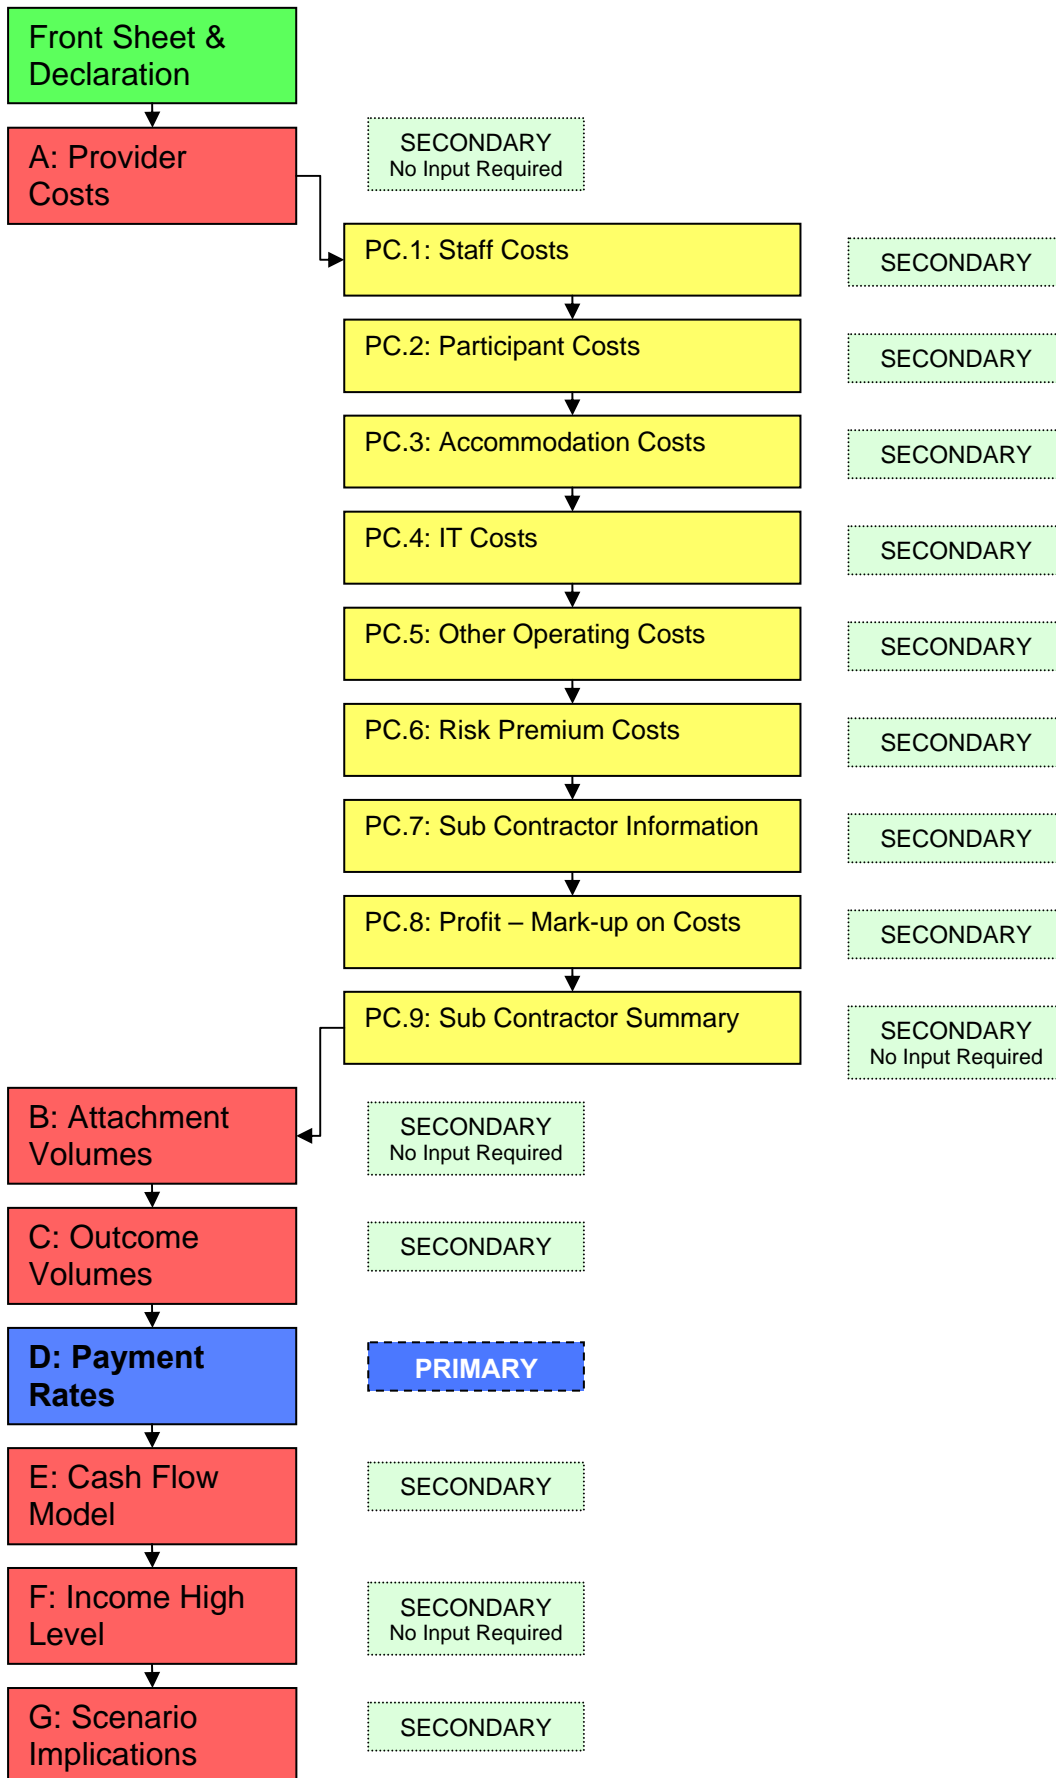 Front Sheet &
Declaration
A: Provider
Costs
SECONDARY
No Input Required
PC.1: Staff Costs
SECONDARY
PC.2: Participant Costs
SECONDARY
PC.3: Accommodation Costs
SECONDARY
PC.4: IT Costs
SECONDARY
PC.5: Other Operating Costs
SECONDARY
PC.6: Risk Premium Costs
SECONDARY
PC.7: Sub Contractor Information
SECONDARY
PC.8: Profit – Mark-up on Costs
SECONDARY
PC.9: Sub Contractor Summary
SECONDARY
No Input Required
B: Attachment
Volumes
SECONDARY
No Input Required
C: Outcome
Volumes
SECONDARY
D: Payment
Rates
PRIMARY
E: Cash Flow
Model
SECONDARY
F: Income High
Level
SECONDARY
No Input Required
G: Scenario
Implications
SECONDARY